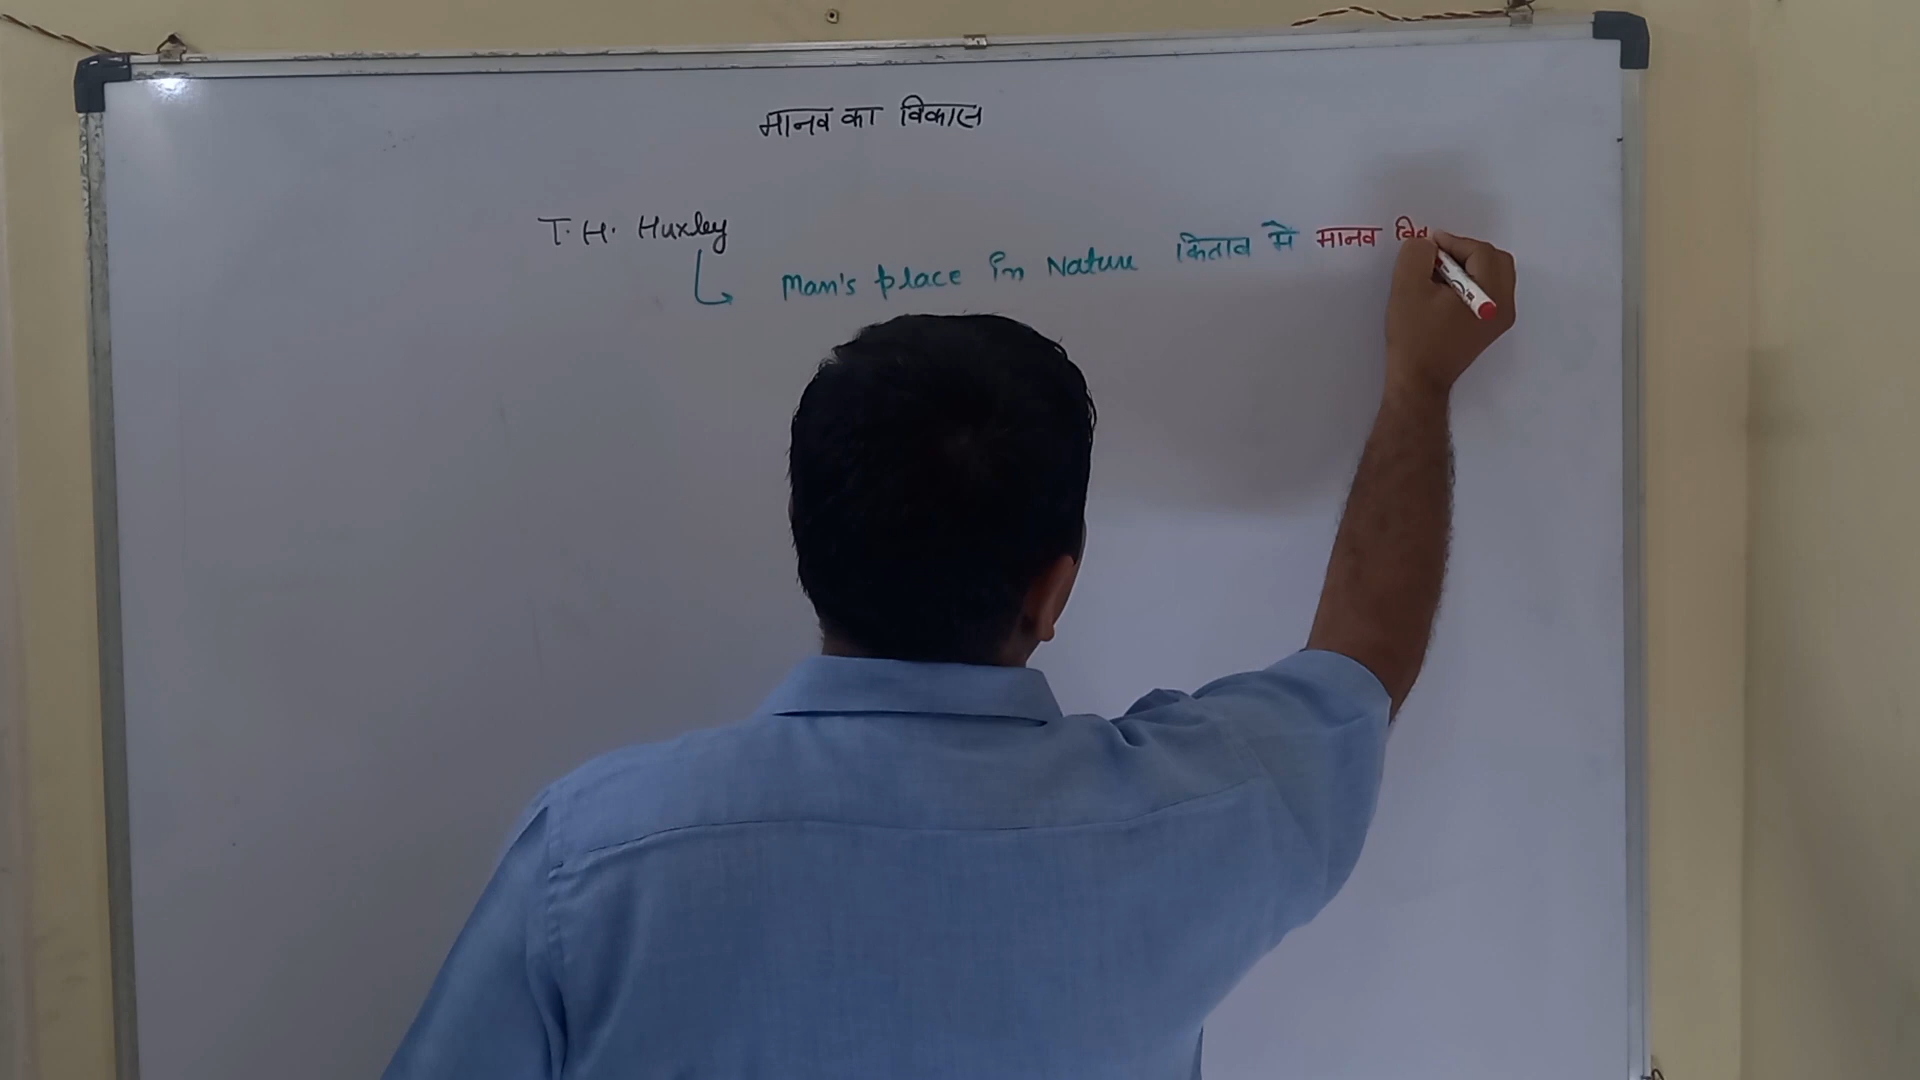 मानव का विकास
T. H. Huxley
Man's place in Nature किताब में मानव